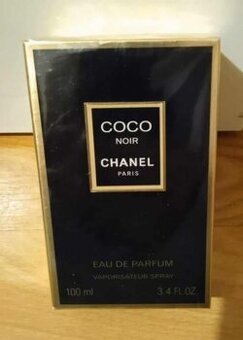 COCO
NOIR
CHANEL
PARIS
EAU DE PARFUM
VAPORISATEUR SPRAY
100 ml 3.4 FL.OZ